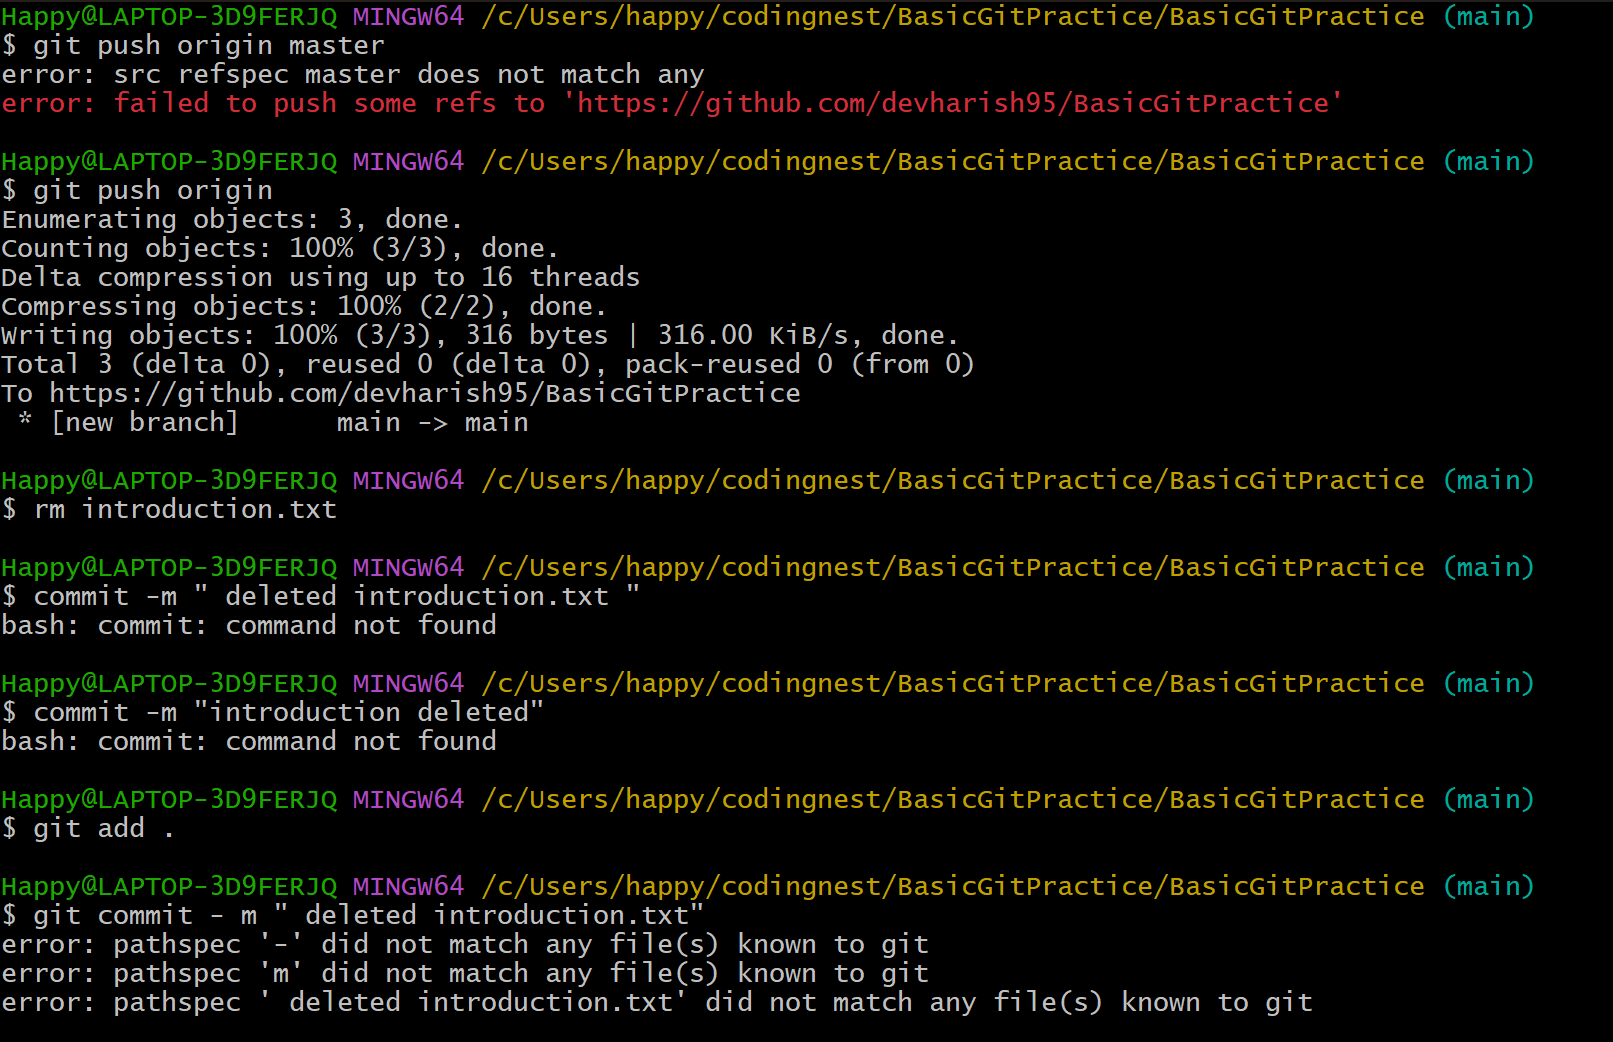 Happy@LAPTOP-3D9FERJQ MINGW64 /c/Users/happy/codingnest/BasicGitPractice/BasicGitPractice (main)
$ git push origin master
error: src refspec master does not match any
error: failed to push some refs to 'https://github.com/devharish95/BasicGitPractice'
Happy@LAPTOP-3D9FERJQ MINGW64 /c/Users/happy/codingnest/BasicGitPractice/BasicGitPractice (main)
$ git push origin
Enumerating objects: 3, done.
Counting objects: 100% (3/3), done.
Delta compression using up to 16 threads
Compressing objects: 100% (2/2), done.
Writing objects: 100% (3/3), 316 bytes | 316.00 KiB/s, done.
Total 3 (delta 0), reused 0 (delta 0), pack-reused 0 (from 0)
To https://github.com/devharish95/BasicGitPractice
 * [new branch]      main -> main
Happy@LAPTOP-3D9FERJQ MINGW64 /c/Users/happy/codingnest/BasicGitPractice/BasicGitPractice (main)
$ rm introduction.txt
Happy@LAPTOP-3D9FERJQ MINGW64 /c/Users/happy/codingnest/BasicGitPractice/BasicGitPractice (main)
$ commit -m " deleted introduction.txt "
bash: commit: command not found
Happy@LAPTOP-3D9FERJQ MINGW64 /c/Users/happy/codingnest/BasicGitPractice/BasicGitPractice (main)
$ commit -m "introduction deleted"
bash: commit: command not found
Happy@LAPTOP-3D9FERJQ MINGW64 /c/Users/happy/codingnest/BasicGitPractice/BasicGitPractice (main)
$ git add .
Happy@LAPTOP-3D9FERJQ MINGW64 /c/Users/happy/codingnest/BasicGitPractice/BasicGitPractice (main)
$ git commit - m " deleted introduction.txt"
error: pathspec '-' did not match any file(s) known to git
error: pathspec 'm' did not match any file(s) known to git
error: pathspec ' deleted introduction.txt' did not match any file(s) known to git